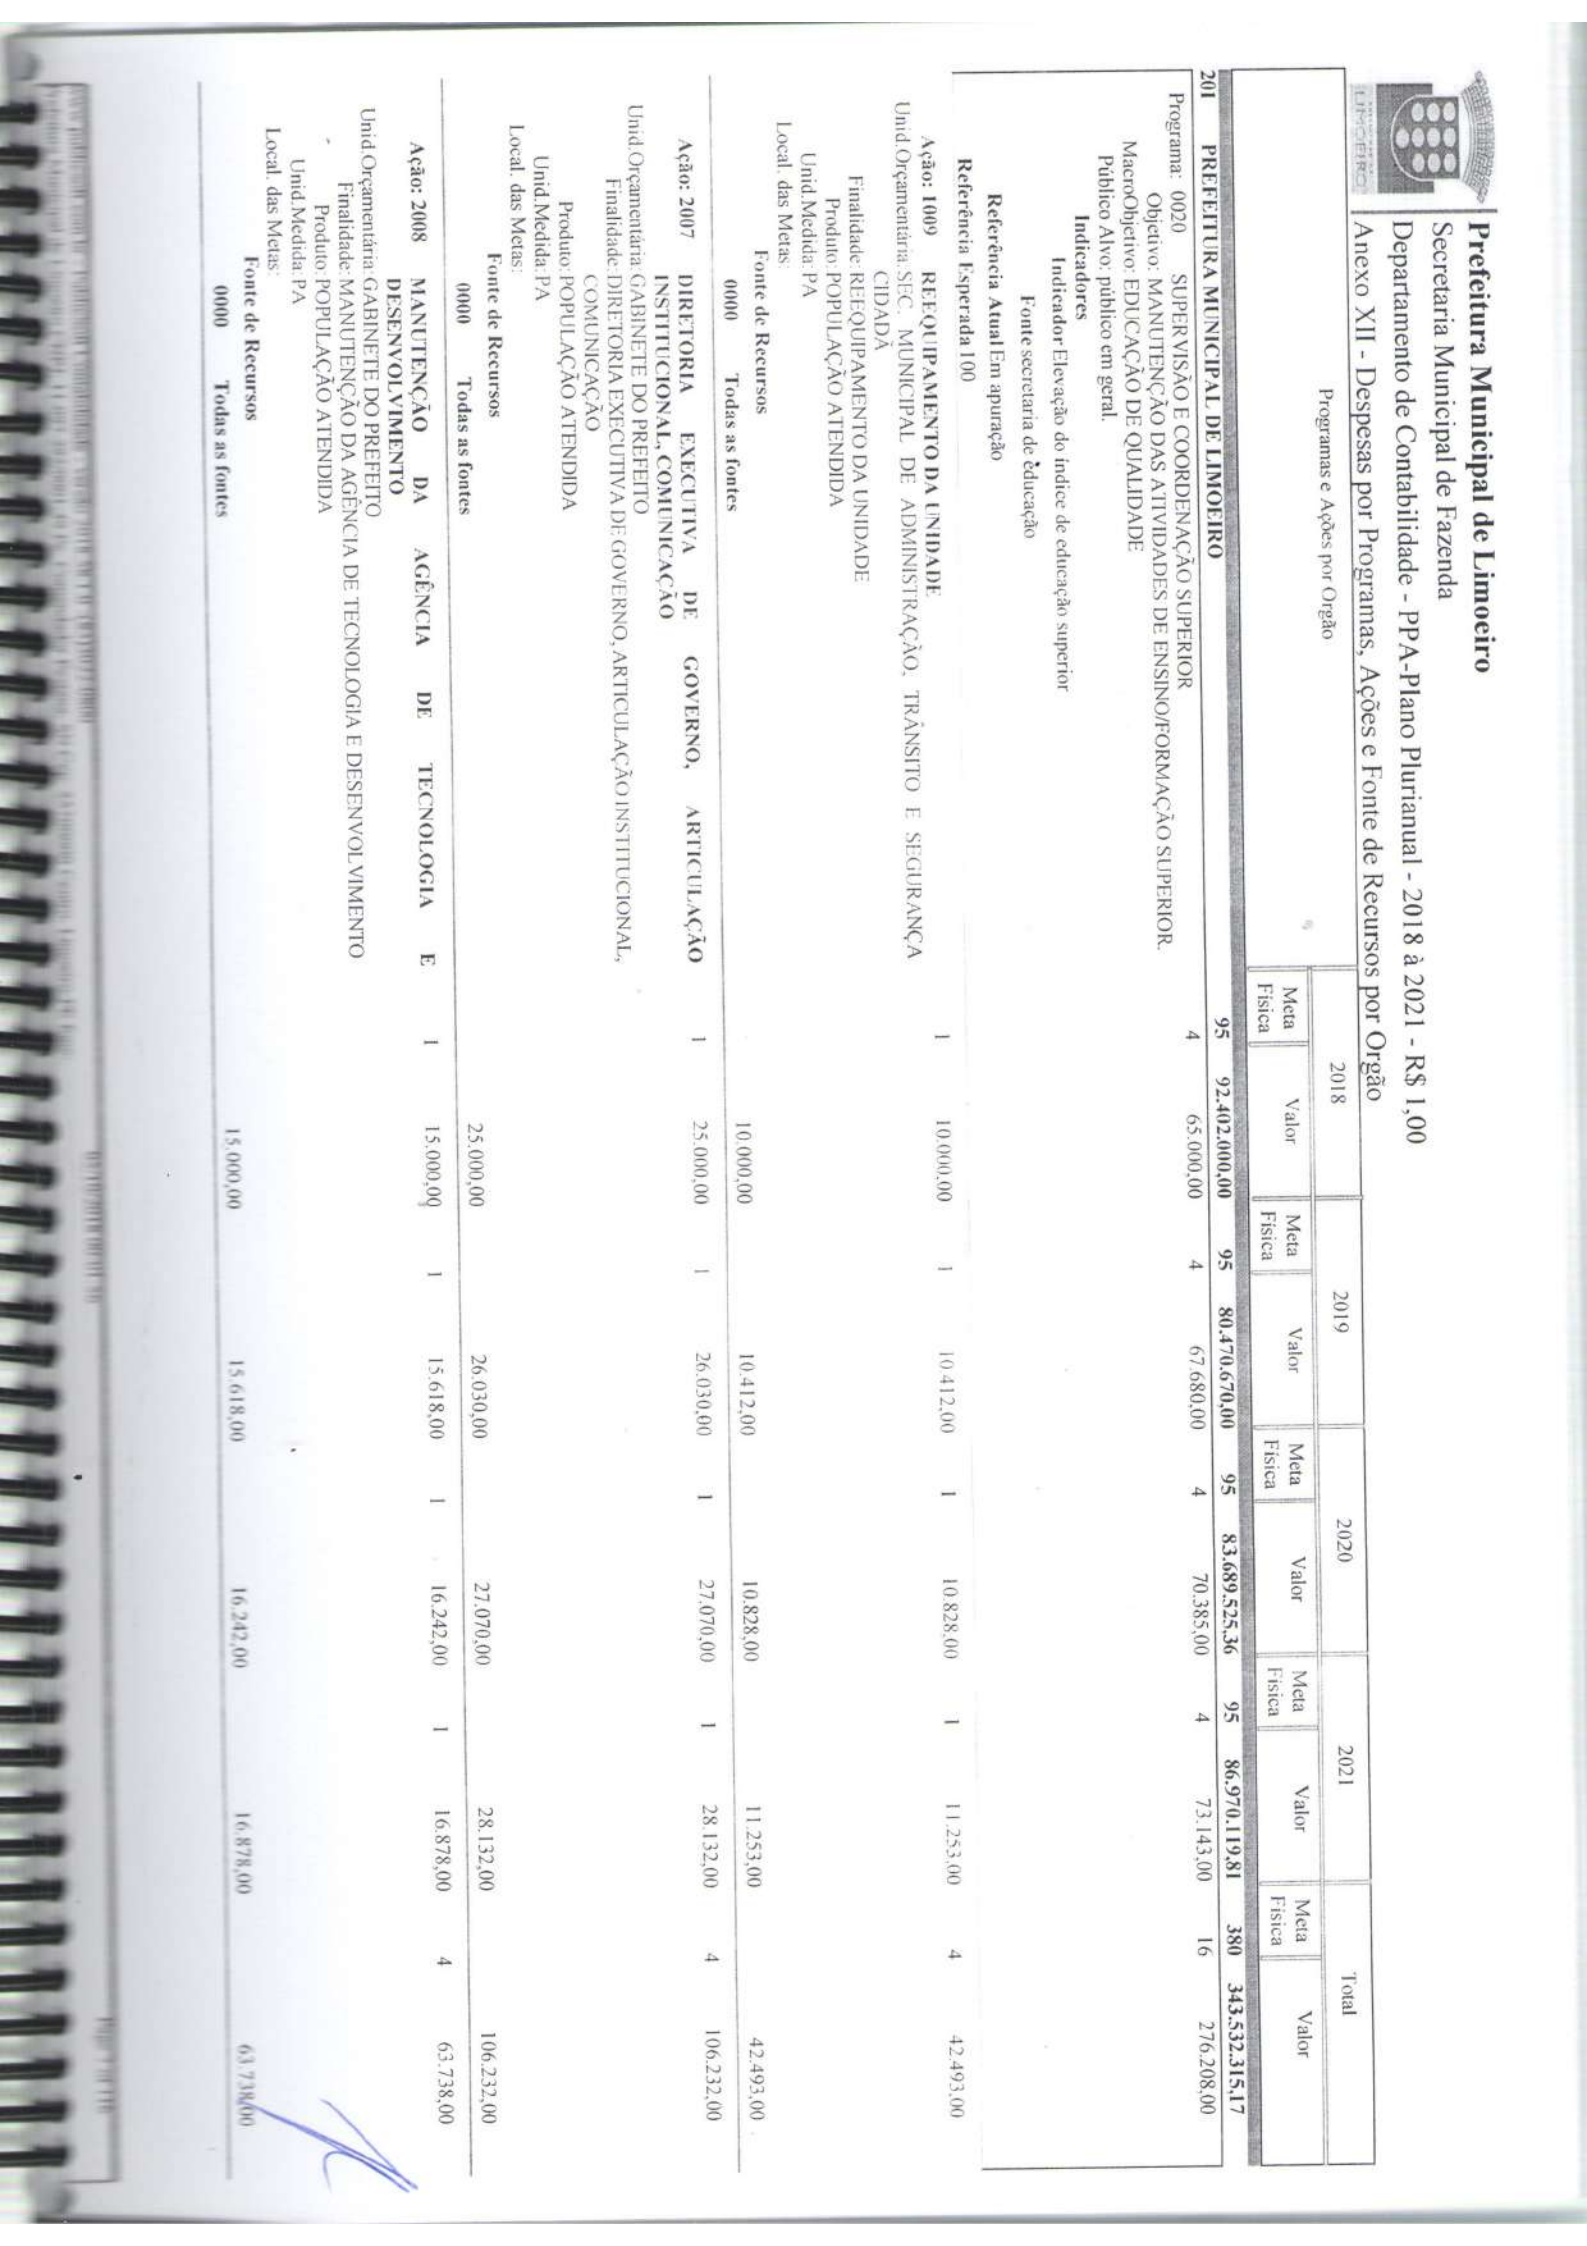 LIMOEIRO
Prefeitura Municipal de Limoeiro
Secretaria Municipal de Fazenda
Departamento de Contabilidade - PPA-Plano Plurianual - 2018 à 2021 - R$ 1,00
Anexo XII - Despesas por Programas, Ações e Fonte de Recursos por Orgão
Programas e Ações por Orgão 2018 2019 2020 2021 Total
Meta Física Valor Meta Física Valor Meta Física Valor Meta Física Valor Meta Física Valor
201 PREFEITURA MUNICIPAL DE LIMOEIRO 95 92.402.000,00 95 80.470.670,00 95 83.689.525,36 95 86.970.119,81 380 343.532.315,17
Programa: 0020 SUPERVISÃO E COORDENAÇÃO SUPERIOR 4 65.000,00 4 67.680,00 4 70.385,00 4 73.143,00 16 276.208,00
Objetivo: MANUTENÇÃO DAS ATIVIDADES DE ENSINO/FORMAÇÃO SUPERIOR.
MacroObjetivo: EDUCAÇÃO DE QUALIDADE
Público Alvo: público em geral.
Indicadores
Indicador Elevação do indice de educação superior
Fonte secretaria de educação
Referência Atual Em apuração
Referência Esperada 100
Ação: 1009 REEQUIPAMENTO DA UNIDADE 1 10.000,00 1 10.412,00 1 10.828,00 1 11.253,00 4 42.493,00
Unid.Orçamentária: SEC. MUNICIPAL DE ADMINISTRAÇÃO, TRÂNSITO E SEGURANÇA
CIDADÃ
Finalidade: REEQUIPAMENTO DA UNIDADE
Produto: POPULAÇÃO ATENDIDA
Unid.Medida: PA
Local. das Metas:
Fonte de Recursos
0000 Todas as fontes 10.000,00 10.412,00 10.828,00 11.253,00 42.493,00
Ação: 2007 DIRETORIA EXECUTIVA DE GOVERNO, ARTICULAÇÃO 1 25.000,00 1 26.030,00 1 27.070,00 1 28.132,00 4 106.232,00
INSTITUCIONAL, COMUNICAÇÃO
Unid.Orçamentária: GABINETE DO PREFEITO
Finalidade: DIRETORIA EXECUTIVA DE GOVERNO, ARTICULAÇÃO INSTITUCIONAL,
COMUNICAÇÃO
Produto: POPULAÇÃO ATENDIDA
Unid.Medida: PA
Local. das Metas:
Fonte de Recursos
0000 Todas as fontes 25.000,00 26.030,00 27.070,00 28.132,00 106.232,00
Ação: 2008 MANUTENÇÃO DA AGÊNCIA DE TECNOLOGIA E 1 15.000,00 1 15.618,00 1 16.242,00 1 16.878,00 4 63.738,00
DESENVOLVIMENTO
Unid.Orçamentária: GABINETE DO PREFEITO
Finalidade: MANUTENÇÃO DA AGÊNCIA DE TECNOLOGIA E DESENVOLVIMENTO
Produto: POPULAÇÃO ATENDIDA
Unid.Medida: PA
Local. das Metas:
Fonte de Recursos
0000 Todas as fontes 15.000,00 15.618,00 16.242,00 16.878,00 63.738,00